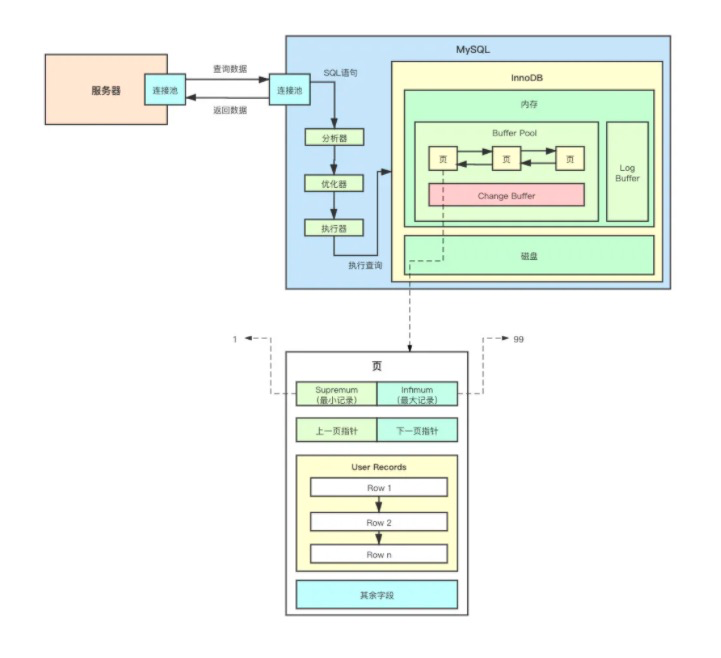 MySQL
服务器
连接池
查询数据
返回数据
连接池
SQL语句
分析器
优化器
执行器
执行查询
InnoDB
内存
Buffer Pool
页
页
页
Change Buffer
Log
Buffer
磁盘
1
99
页
Supremum
(最小记录)
Infimum
(最大记录)
上一页指针
下一页指针
User Records
Row 1
Row 2
Row n
其余字段